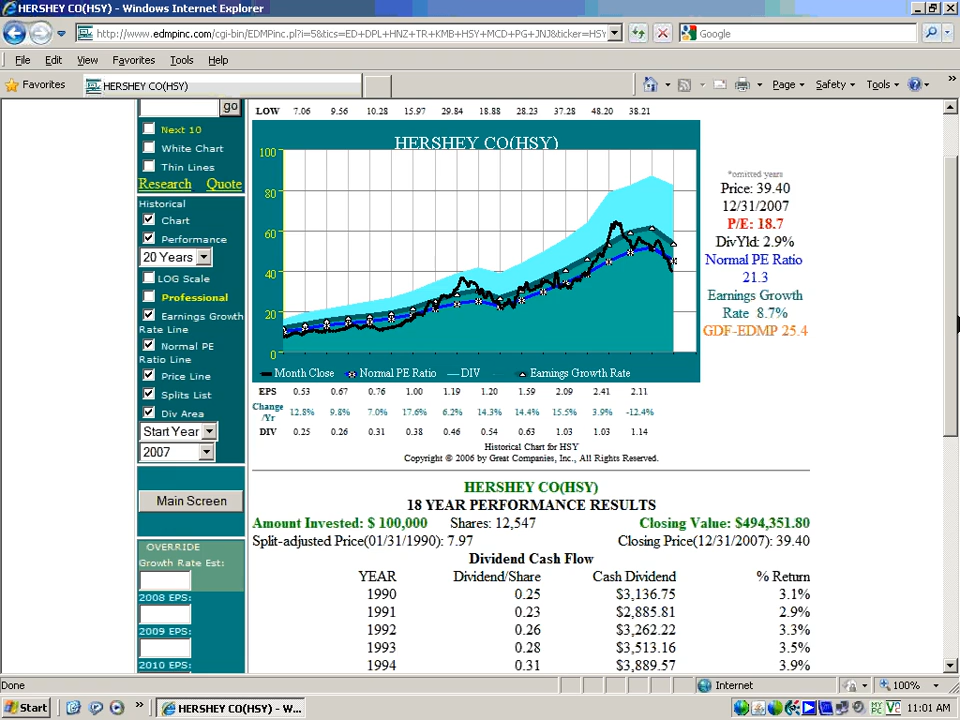 HERSHEY CO(HSY) - Windows Internet Explorer
http://www.edmpinc.com/cgi-bin/EDMPinc.pl?i=5&tics=ED+DPL+HNZ+TR+KMB+HSY+MCD+PG+JNJ&ticker=HSY
Google
File Edit View Favorites Tools Help
Favorites HERSHEY CO(HSY) Page Safety Tools
go
Next 10
White Chart
Thin Lines
Research Quote
Historical
Chart
Performance
20 Years
LOG Scale
Professional
Earnings Growth
Rate Line
Normal PE
Ratio Line
Price Line
Splits List
Div Area
Start Year
2007
Main Screen
OVERRIDE
Growth Rate Est:
2008 EPS:
2009 EPS:
2010 EPS:
LOW 7.06 9.56 10.28 15.97 29.84 18.88 28.23 37.28 48.20 38.21
HERSHEY CO(HSY)
100
80
60
40
20
0
Month Close Normal PE Ratio DIV Earnings Growth Rate
*omitted years
Price: 39.40
12/31/2007
P/E: 18.7
DivYld: 2.9%
Normal PE Ratio
21.3
Earnings Growth
Rate 8.7%
GDF-EDMP 25.4
EPS 0.53 0.67 0.76 1.00 1.19 1.20 1.59 2.09 2.41 2.11
Change
/Yr 12.8% 9.8% 7.0% 17.6% 6.2% 14.3% 14.4% 15.5% 3.9% -12.4%
DIV 0.25 0.26 0.31 0.38 0.46 0.54 0.63 1.03 1.03 1.14
Historical Chart for HSY
Copyright © 2006 by Great Companies, Inc., All Rights Reserved.
HERSHEY CO(HSY)
18 YEAR PERFORMANCE RESULTS
Amount Invested: $ 100,000 Shares: 12,547 Closing Value: $494,351.80
Split-adjusted Price(01/31/1990): 7.97 Closing Price(12/31/2007): 39.40
Dividend Cash Flow
YEAR Dividend/Share Cash Dividend % Return
1990 0.25 $3,136.75 3.1%
1991 0.23 $2,885.81 2.9%
1992 0.26 $3,262.22 3.3%
1993 0.28 $3,513.16 3.5%
1994 0.31 $3,889.57 3.9%
Done Internet 100%
Start HERSHEY CO(HSY) - W... 11:01 AM